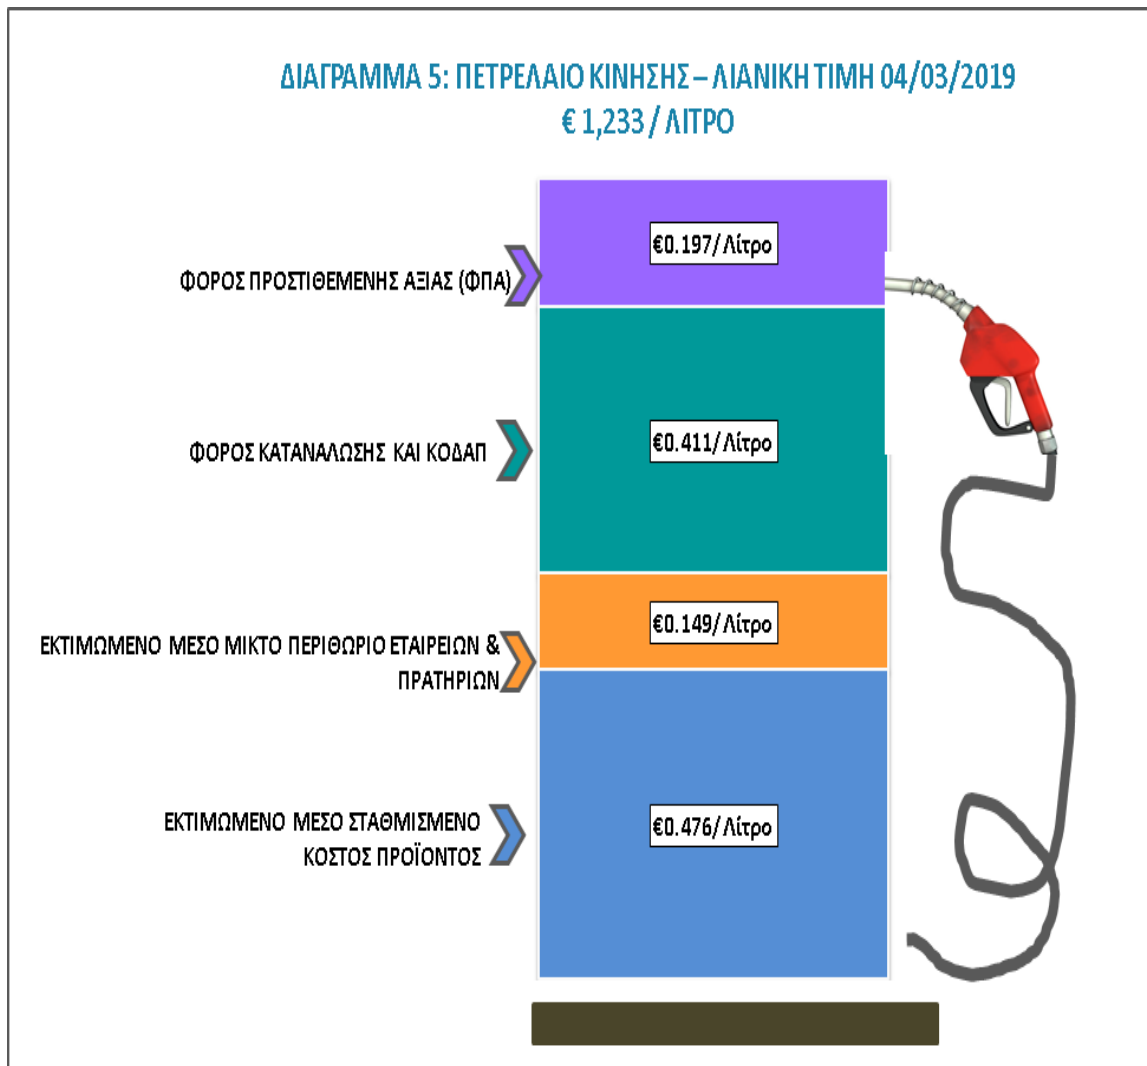 ΔΙΑΓΡΑΜΜΑ 5: ΠΕΤΡΕΛΑΙΟ ΚΙΝΗΣΗΣ – ΛΙΑΝΙΚΗ ΤΙΜΗ 04/03/2019
€ 1,233 / ΛΙΤΡΟ
€0.197/Λίτρο
ΦΟΡΟΣ ΠΡΟΣΤΙΘΕΜΕΝΗΣ ΑΞΙΑΣ (ΦΠΑ)
€0.411/Λίτρο
ΦΟΡΟΣ ΚΑΤΑΝΑΛΩΣΗΣ ΚΑΙ ΚΟΔΑΠ
€0.149/Λίτρο
ΕΚΤΙΜΩΜΕΝΟ ΜΕΣΟ ΜΙΚΤΟ ΠΕΡΙΘΩΡΙΟ ΕΤΑΙΡΕΙΩΝ &
ΠΡΑΤΗΡΙΩΝ
€0.476/Λίτρο
ΕΚΤΙΜΩΜΕΝΟ ΜΕΣΟ ΣΤΑΘΜΙΣΜΕΝΟ
ΚΟΣΤΟΣ ΠΡΟΪΟΝΤΟΣ